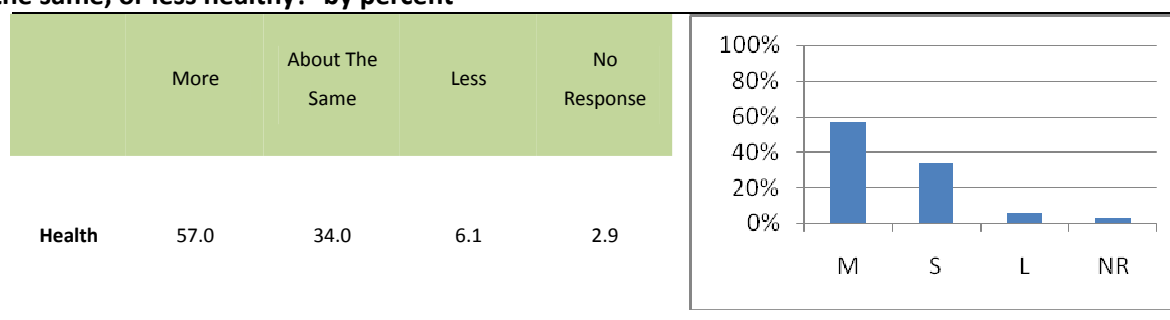 the same, or less healthy? by percent
More
About The
Same
Less
No
Response
Health 57.0 34.0 6.1 2.9
100%
80%
60%
40%
20%
0%
M S L NR